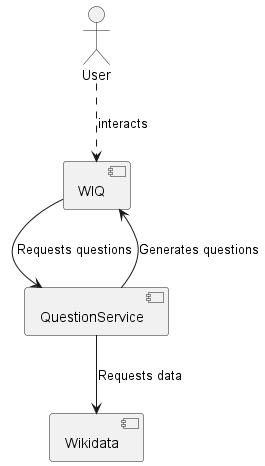 User
interacts
WIQ
Requests questions
Generates questions
QuestionService
Requests data
Wikidata